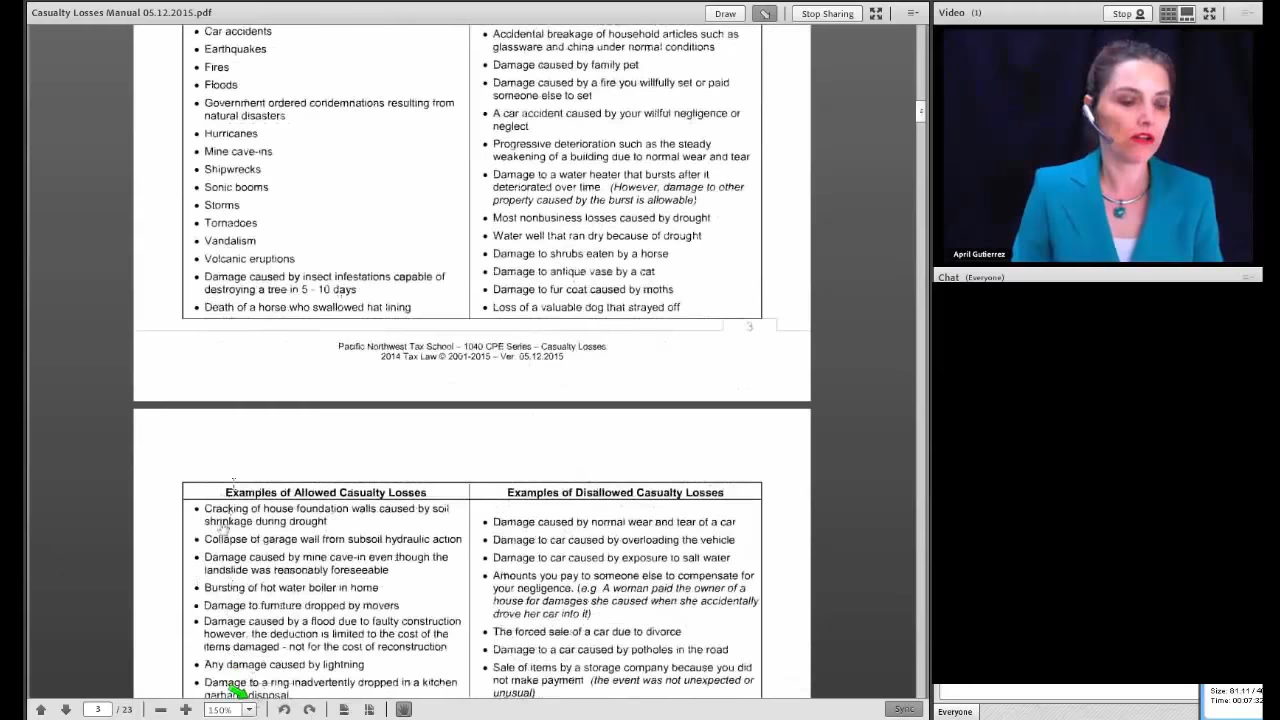 Casualty Losses Manual 05.12.2015.pdf
Draw
Stop Sharing
Car accidents
Earthquakes
Fires
Floods
Government ordered condemnations resulting from
natural disasters
Hurricanes
Mine cave-ins
Shipwrecks
Sonic booms
Storms
Tornadoes
Vandalism
Volcanic eruptions
Damage caused by insect infestations capable of
destroying a tree in 5 - 10 days
Death of a horse who swallowed hat lining
Accidental breakage of household articles such as
glassware and china under normal conditions
Damage caused by family pet
Damage caused by a fire you willfully set or paid
someone else to set
A car accident caused by your willful negligence or
neglect
Progressive deterioration such as the steady
weakening of a building due to normal wear and tear
Damage to a water heater that bursts after it
deteriorated over time (However, damage to other
property caused by the burst is allowable)
Most nonbusiness losses caused by drought
Water well that ran dry because of drought
Damage to shrubs eaten by a horse
Damage to antique vase by a cat
Damage to fur coat caused by moths
Loss of a valuable dog that strayed off
3
Pacific Northwest Tax School – 1040 CPE Series – Casualty Losses
2014 Tax Law © 2001-2015 – Ver. 05.12.2015
Examples of Allowed Casualty Losses
Cracking of house foundation walls caused by soil
shrinkage during drought
Collapse of garage wall from subsoil hydraulic action
Damage caused by mine cave-in even though the
landslide was reasonably foreseeable
Bursting of hot water boiler in home
Damage to furniture dropped by movers
Damage caused by a flood due to faulty construction
however, the deduction is limited to the cost of the
items damaged - not for the cost of reconstruction
Any damage caused by lightning
Damage to a ring inadvertently dropped in a kitchen
garbage disposal
Examples of Disallowed Casualty Losses
Damage caused by normal wear and tear of a car
Damage to car caused by overloading the vehicle
Damage to car caused by exposure to salt water
Amounts you pay to someone else to compensate for
your negligence. (e.g A woman paid the owner of a
house for damages she caused when she accidentally
drove her car into it)
The forced sale of a car due to divorce
Damage to a car caused by potholes in the road
Sale of items by a storage company because you did
not make payment (the event was not unexpected or
unusual)
3 / 23
150%
Sync
Video (1)
Stop
April Gutierrez
Chat (Everyone)
Everyone
Size: 81.11 / 4
Time: 00:07:3